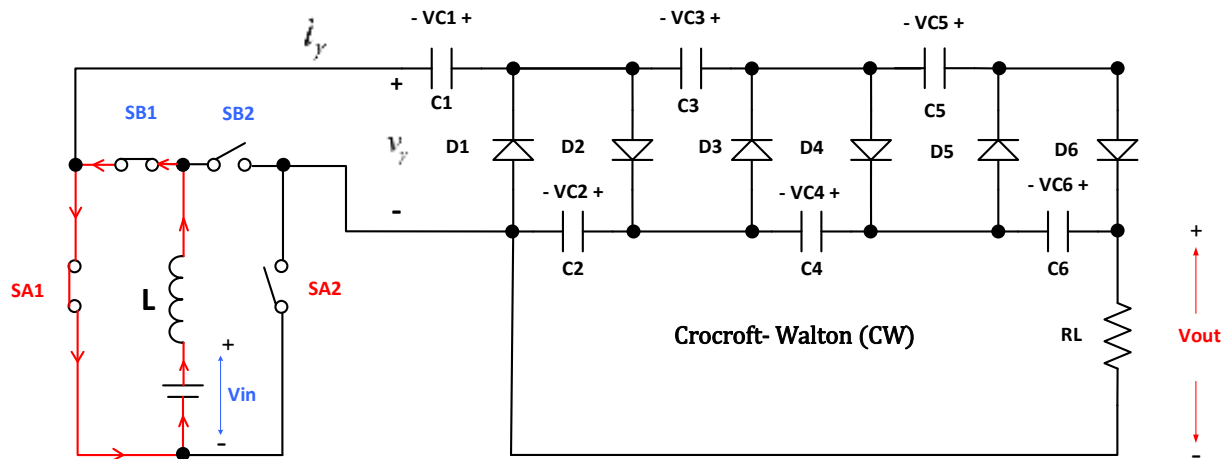 - VC1 +
- VC3 +
- VC5 +
iγ
+
C1
C3
C5
SB1
SB2
vγ
D1
D2
D3
D4
D5
D6
-
- VC2 +
- VC4 +
- VC6 +
C2
C4
C6
+
SA1
L
SA2
Crocroft- Walton (CW)
RL
Vout
+
Vin
-
-